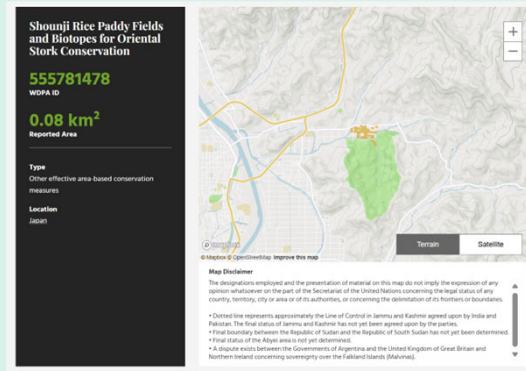 Shounji Rice Paddy Fields
and Biotopes for Oriental
Stork Conservation
555781478
WDPA ID
0.08 km²
Reported Area
Type
Other effective area-based conservation
measures
Location
Japan
+
−
mapbox
Terrain
Satellite
© Mapbox © OpenStreetMap Improve this map
Map Disclaimer
The designations employed and the presentation of material on this map do not imply the expression of any
opinion whatsoever on the part of the Secretariat of the United Nations concerning the legal status of any
country, territory, city or area or of its authorities, or concerning the delimitation of its frontiers or boundaries.
• Dotted line represents approximately the Line of Control in Jammu and Kashmir agreed upon by India and
Pakistan. The final status of Jammu and Kashmir has not yet been agreed upon by the parties.
• Final boundary between the Republic of Sudan and the Republic of South Sudan has not yet been determined.
• Final status of the Abyei area is not yet determined.
• A dispute exists between the Governments of Argentina and the United Kingdom of Great Britain and
Northern Ireland concerning sovereignty over the Falkland Islands (Malvinas).